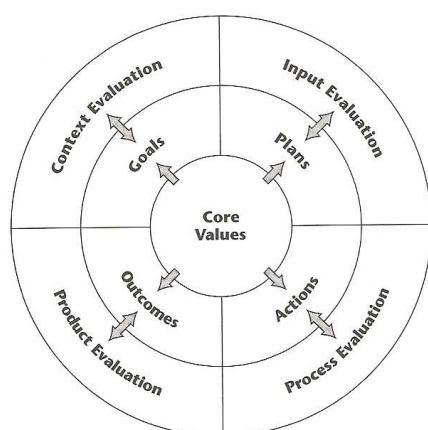 Context Evaluation
Input Evaluation
Goals
Plans
Core
Values
Outcomes
Actions
Product Evaluation
Process Evaluation